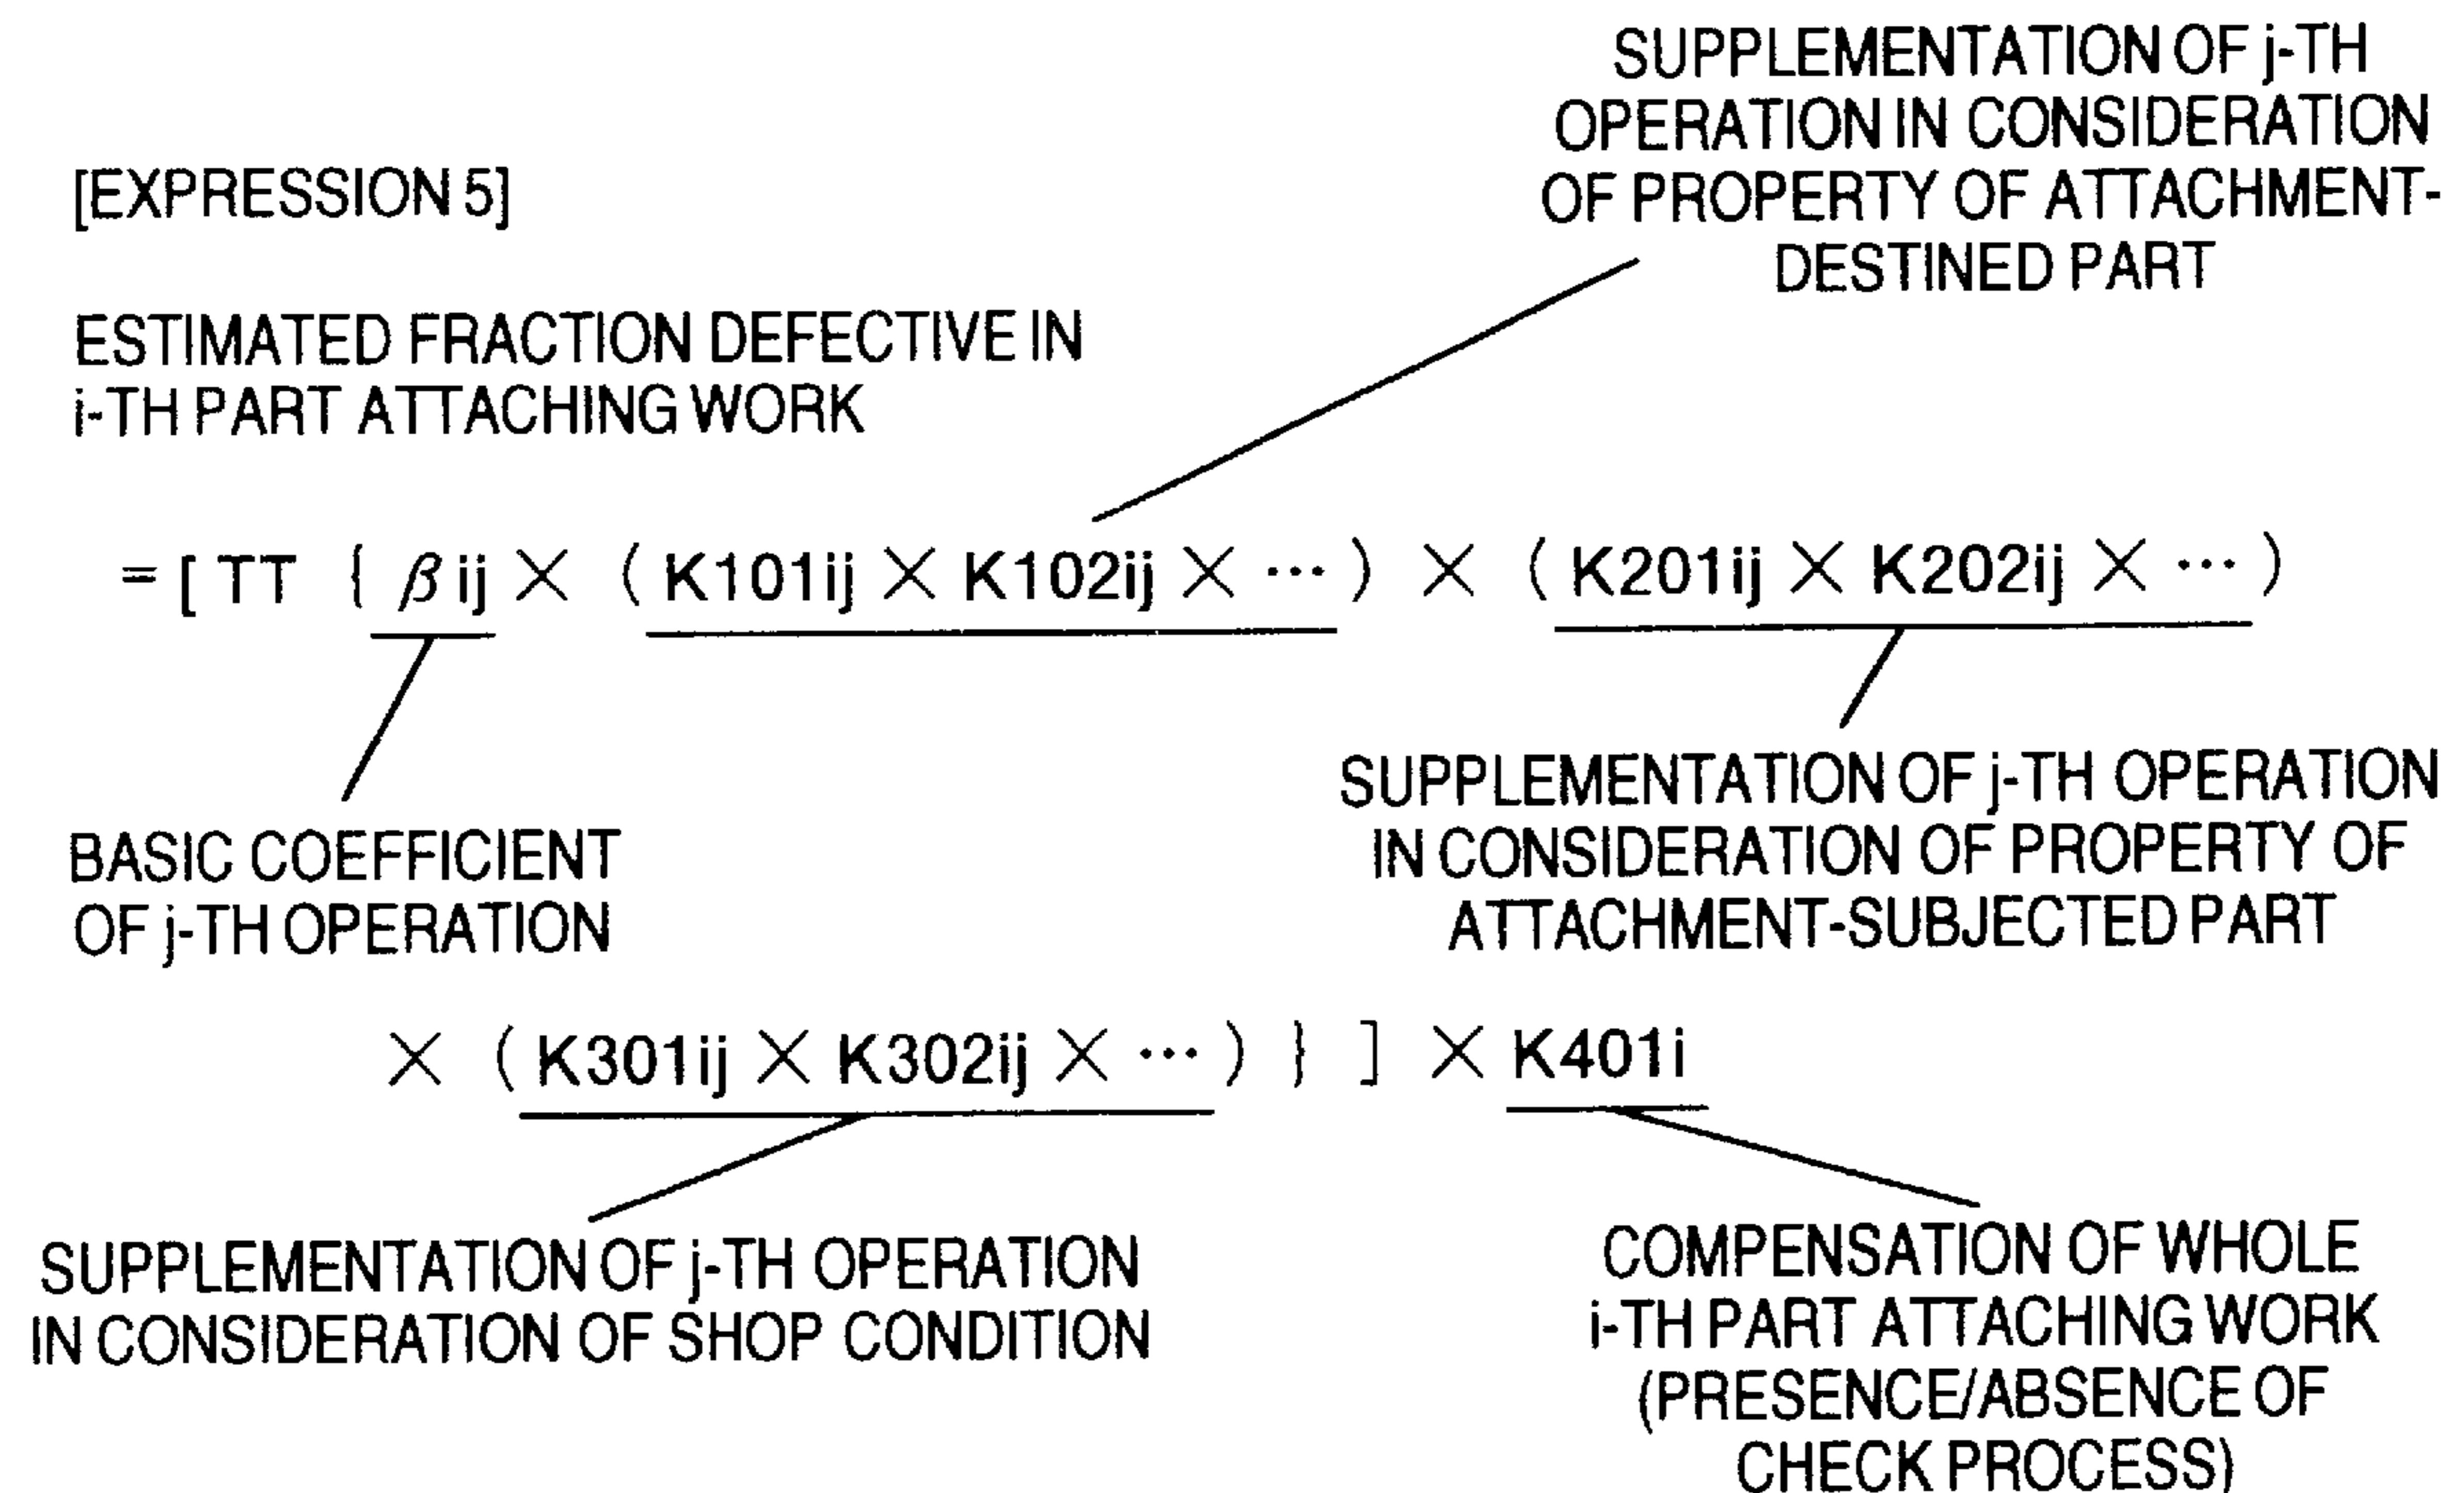 SUPPLEMENTATION OF j-TH
OPERATION IN CONSIDERATION
OF PROPERTY OF ATTACHMENT-
DESTINED PART
[EXPRESSION 5]
ESTIMATED FRACTION DEFECTIVE IN
i-TH PART ATTACHING WORK
= [ TT { βij × ( K101ij × K102ij × ··· ) × ( K201ij × K202ij × ··· )
BASIC COEFFICIENT
OF j-TH OPERATION
SUPPLEMENTATION OF j-TH OPERATION
IN CONSIDERATION OF PROPERTY OF
ATTACHMENT-SUBJECTED PART
× ( K301ij × K302ij × ··· ) } ] × K401i
SUPPLEMENTATION OF j-TH OPERATION
IN CONSIDERATION OF SHOP CONDITION
COMPENSATION OF WHOLE
i-TH PART ATTACHING WORK
(PRESENCE/ABSENCE OF
CHECK PROCESS)